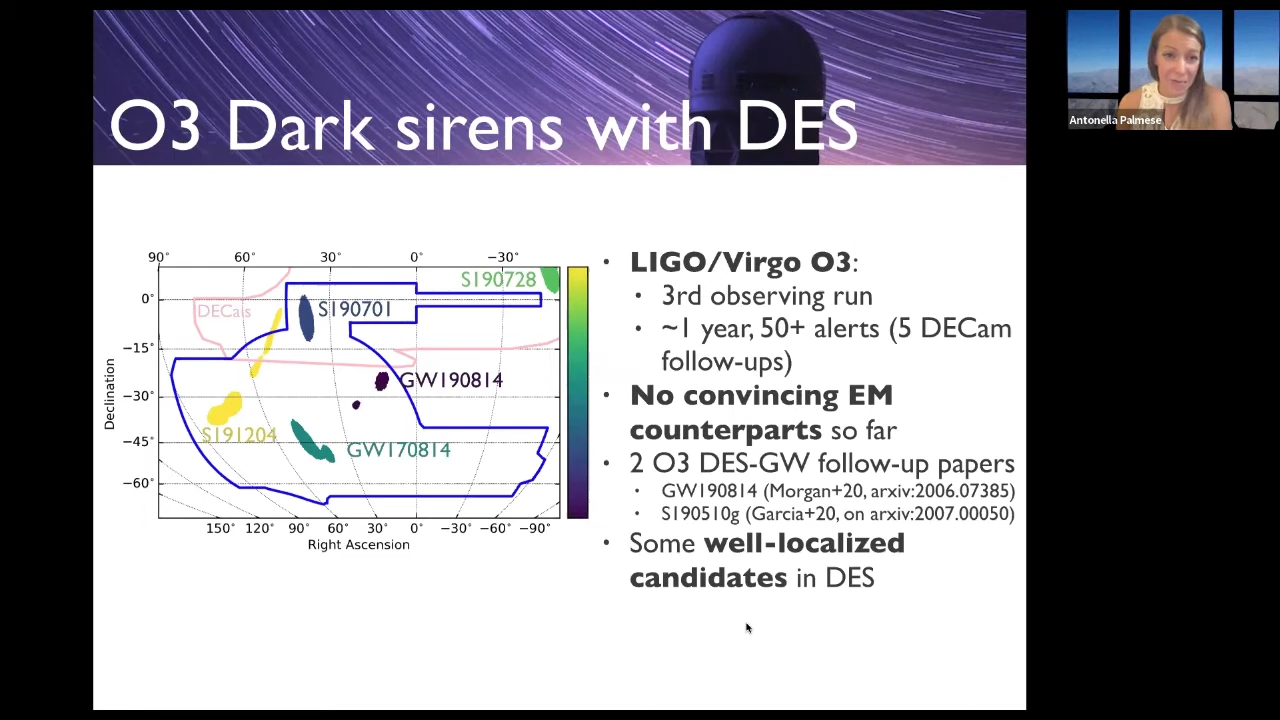 O3 Dark sirens with DES
Antonella Palmese
90° 60° 30° 0° −30°
0°
−15°
−30°
−45°
−60°
Declination
DECals
S190701
S190728
GW190814
S191204
GW170814
150° 120° 90° 60° 30° 0° −30° −60° −90°
Right Ascension
• LIGO/Virgo O3:
• 3rd observing run
• ~1 year, 50+ alerts (5 DECam
follow-ups)
• No convincing EM
counterparts so far
• 2 O3 DES-GW follow-up papers
• GW190814 (Morgan+20, arxiv:2006.07385)
• S190510g (Garcia+20, on arxiv:2007.00050)
• Some well-localized
candidates in DES